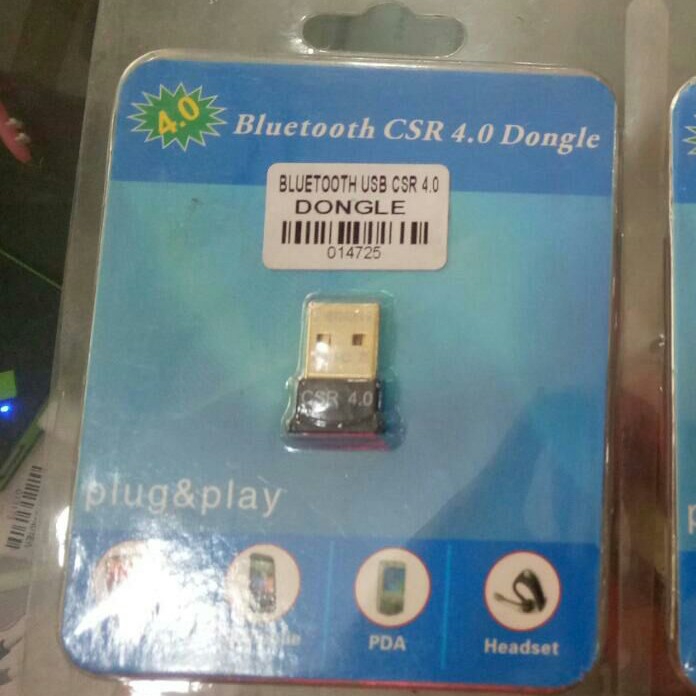 4.0
Bluetooth CSR 4.0 Dongle
BLUETOOTH USB CSR 4.0
DONGLE
014725
CSR 4.0
plug&play
PDA
Headset